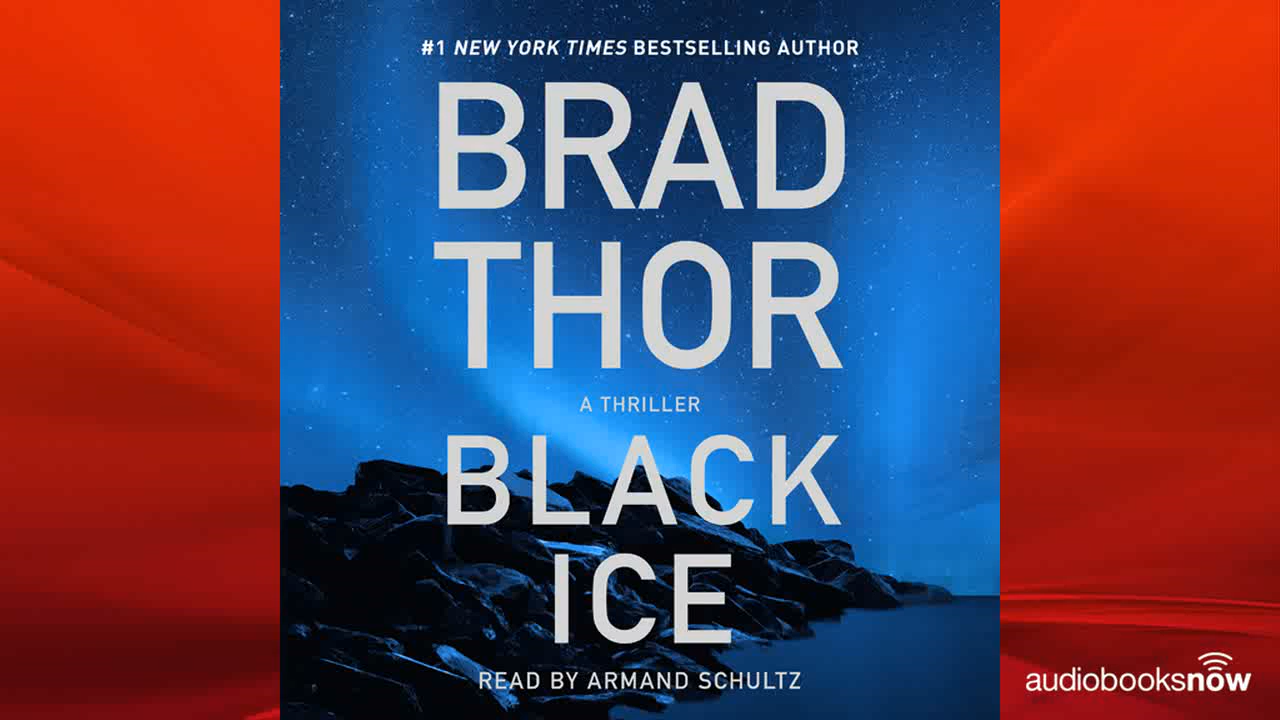 #1 NEW YORK TIMES BESTSELLING AUTHOR
BRAD
THOR
A THRILLER
BLACK
ICE
READ BY ARMAND SCHULTZ
audiobooksnow